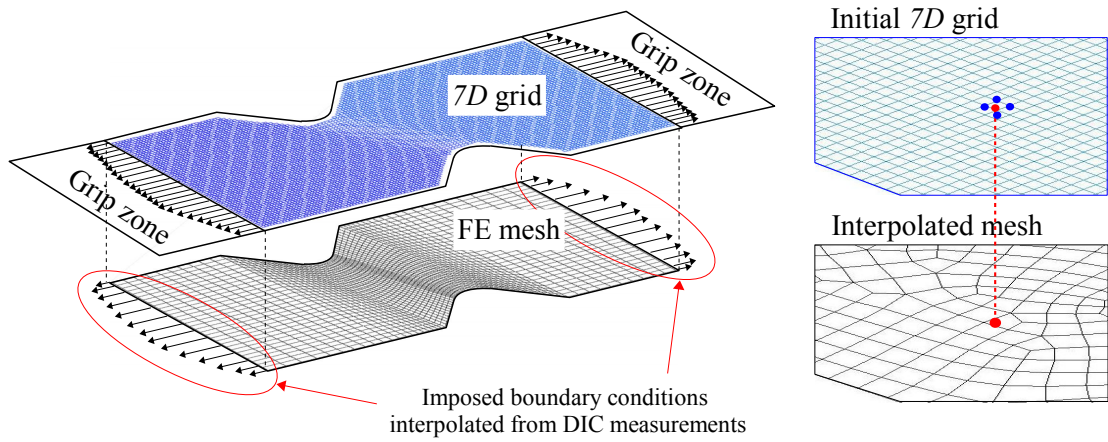 Grip zone
7D grid
Grip zone
FE mesh
Imposed boundary conditions
interpolated from DIC measurements
Initial 7D grid
Interpolated mesh